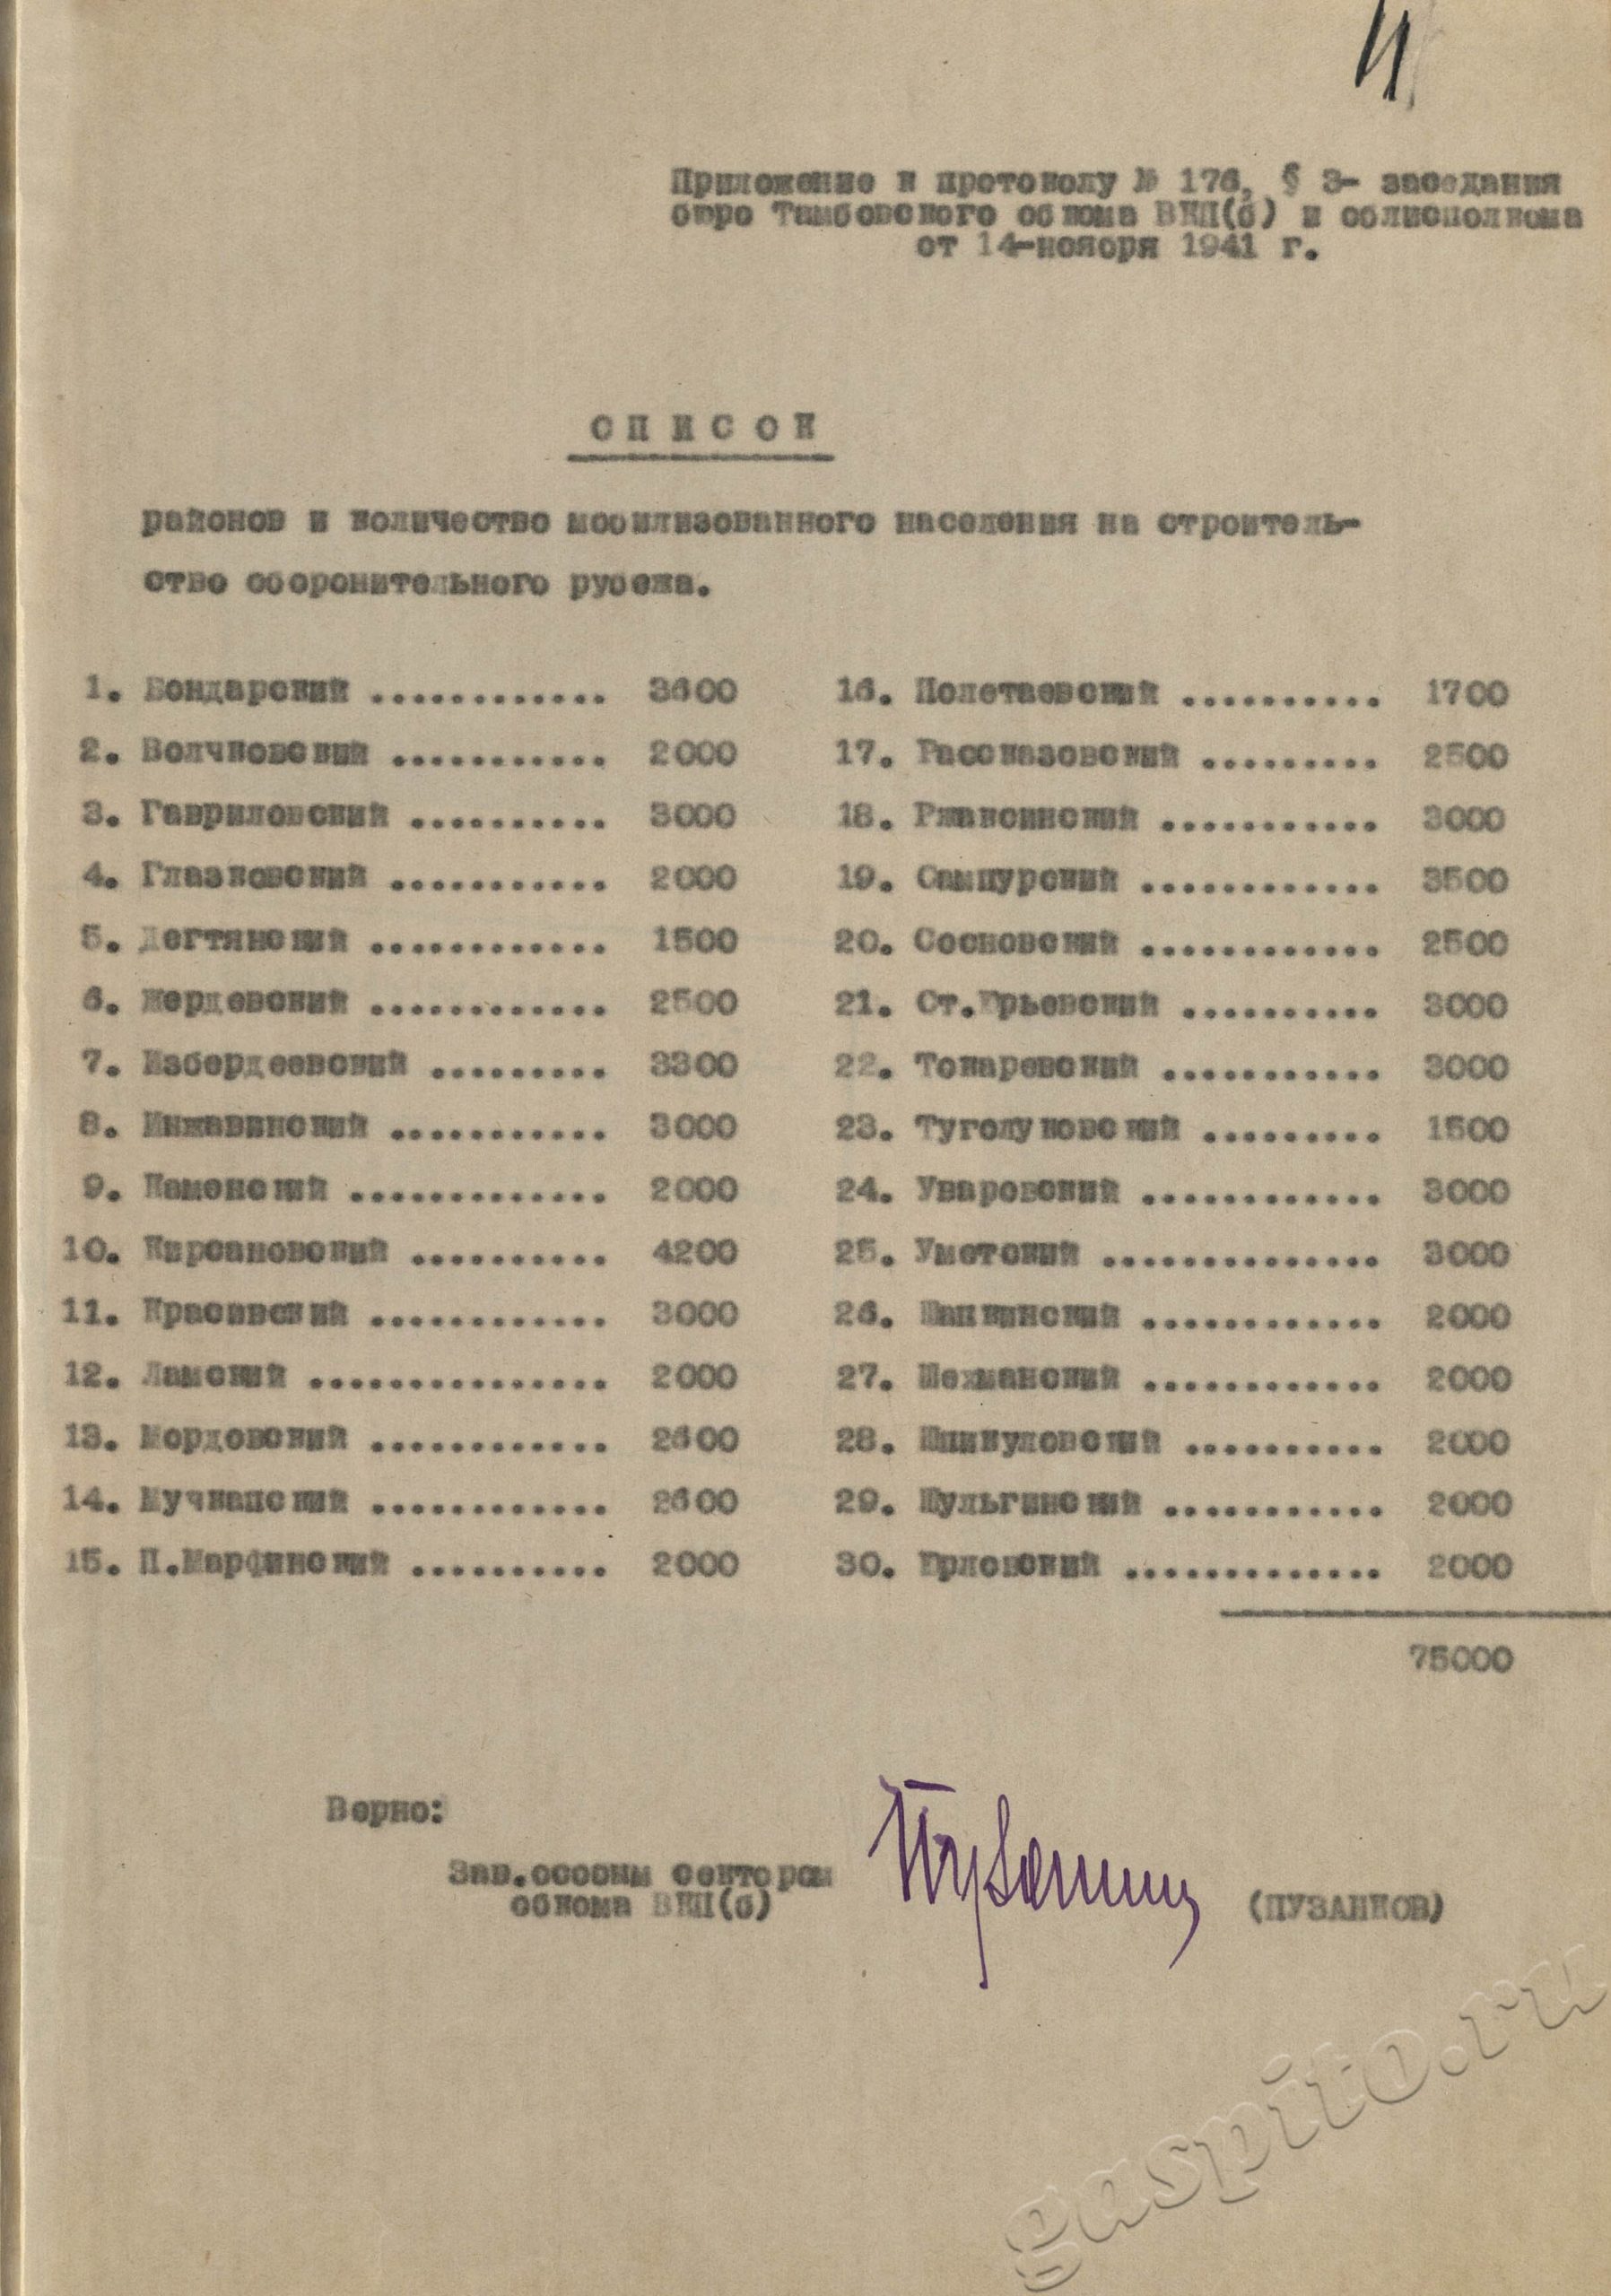 4
Приложение к протоколу № 176, § 3- заседания
бюро Тамбовского обкома ВКП(б) и облисполкома
от 14-ноября 1941 г.
СПИСОК
районов и количество мобилизованного населения на строитель-
ство оборонительного рубежа.
1. Бондарский ............ 3600
2. Волчковский ........... 2000
3. Гавриловский .......... 3000
4. Глазковский ........... 2000
5. Дегтянский ............ 1500
6. Жердевский ............ 2500
7. Избердеевский ......... 3300
8. Инжавинский ........... 3000
9. Каменский ............. 2000
10. Кирсановский .......... 4200
11. Красивский ............ 3000
12. Ламский ............... 2000
13. Мордовский ............ 2600
14. Мучкапский ............ 2600
15. П.Марфинский .......... 2000
16. Полетаевский .......... 1700
17. Рассказовский ......... 2500
18. Ржаксинский ........... 3000
19. Сампурский ............ 3500
20. Сосновский ............ 2500
21. Ст.Юрьевский .......... 3000
22. Токаревский ........... 3000
23. Туголуковский ......... 1500
24. Уваровский ............ 3000
25. Уметский .............. 3000
26. Шапкинский ............ 2000
27. Шехманский ............ 2000
28. Шпикуловский .......... 2000
29. Шульгинский ........... 2000
30. Юрловский ............. 2000
75000
Верно:
Зав.особым сектором
обкома ВКП(б)
Пузанков
(ПУЗАНКОВ)
gaspito.ru